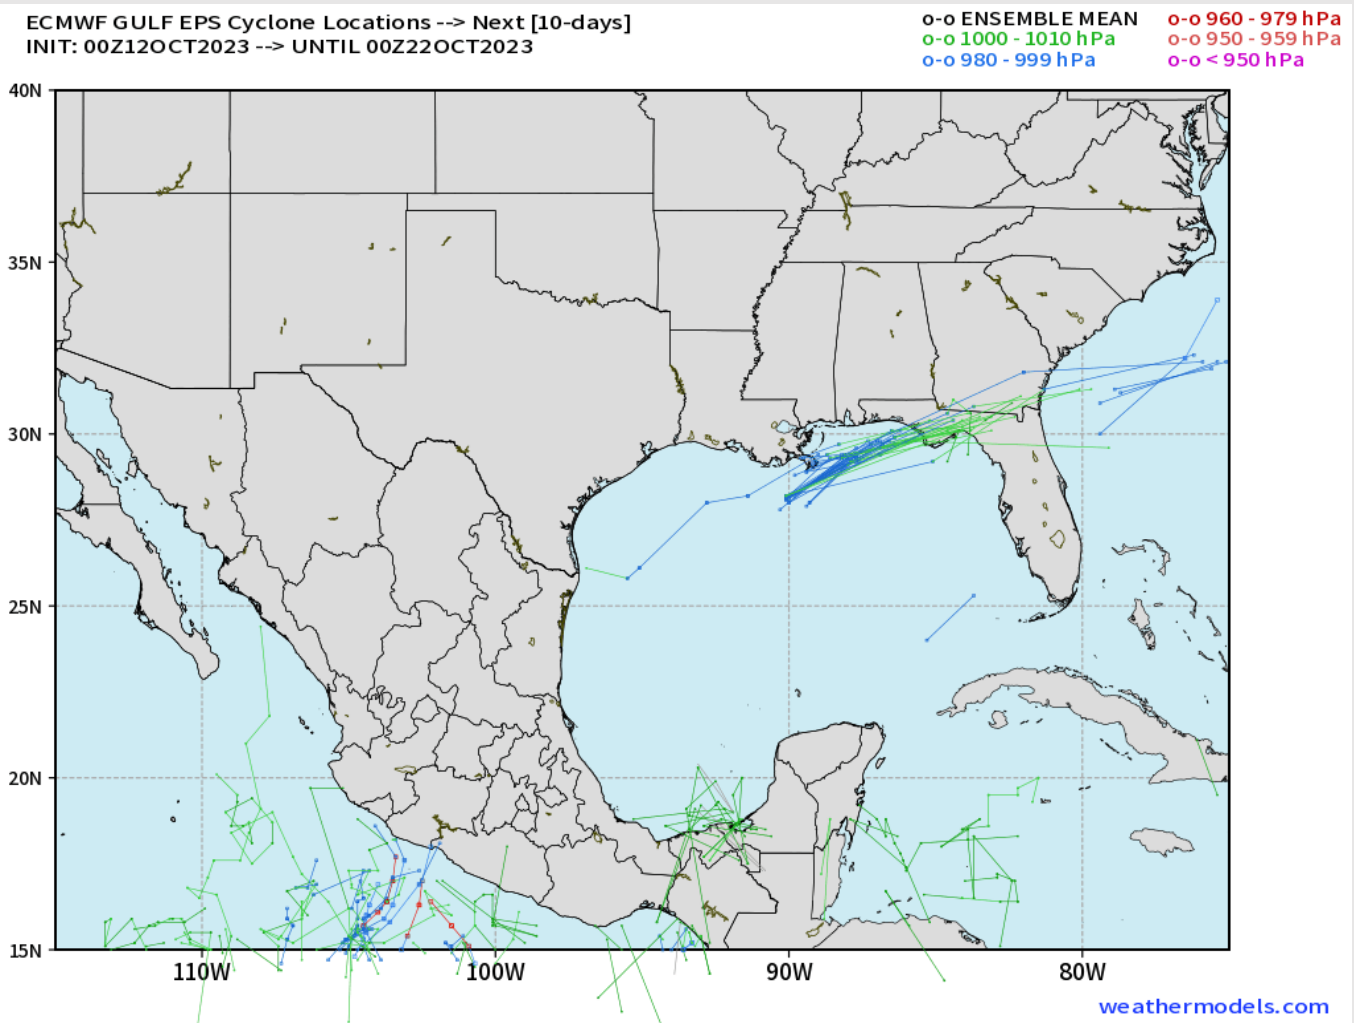 ECMWF GULF EPS Cyclone Locations --> Next [10-days]
INIT: 00Z12OCT2023 --> UNTIL 00Z22OCT2023
o-o ENSEMBLE MEAN
o-o 1000 - 1010 hPa
o-o 980 - 999 hPa
o-o 960 - 979 hPa
o-o 950 - 959 hPa
o-o < 950 hPa
40N
35N
30N
25N
20N
15N
110W
100W
90W
80W
weathermodels.com